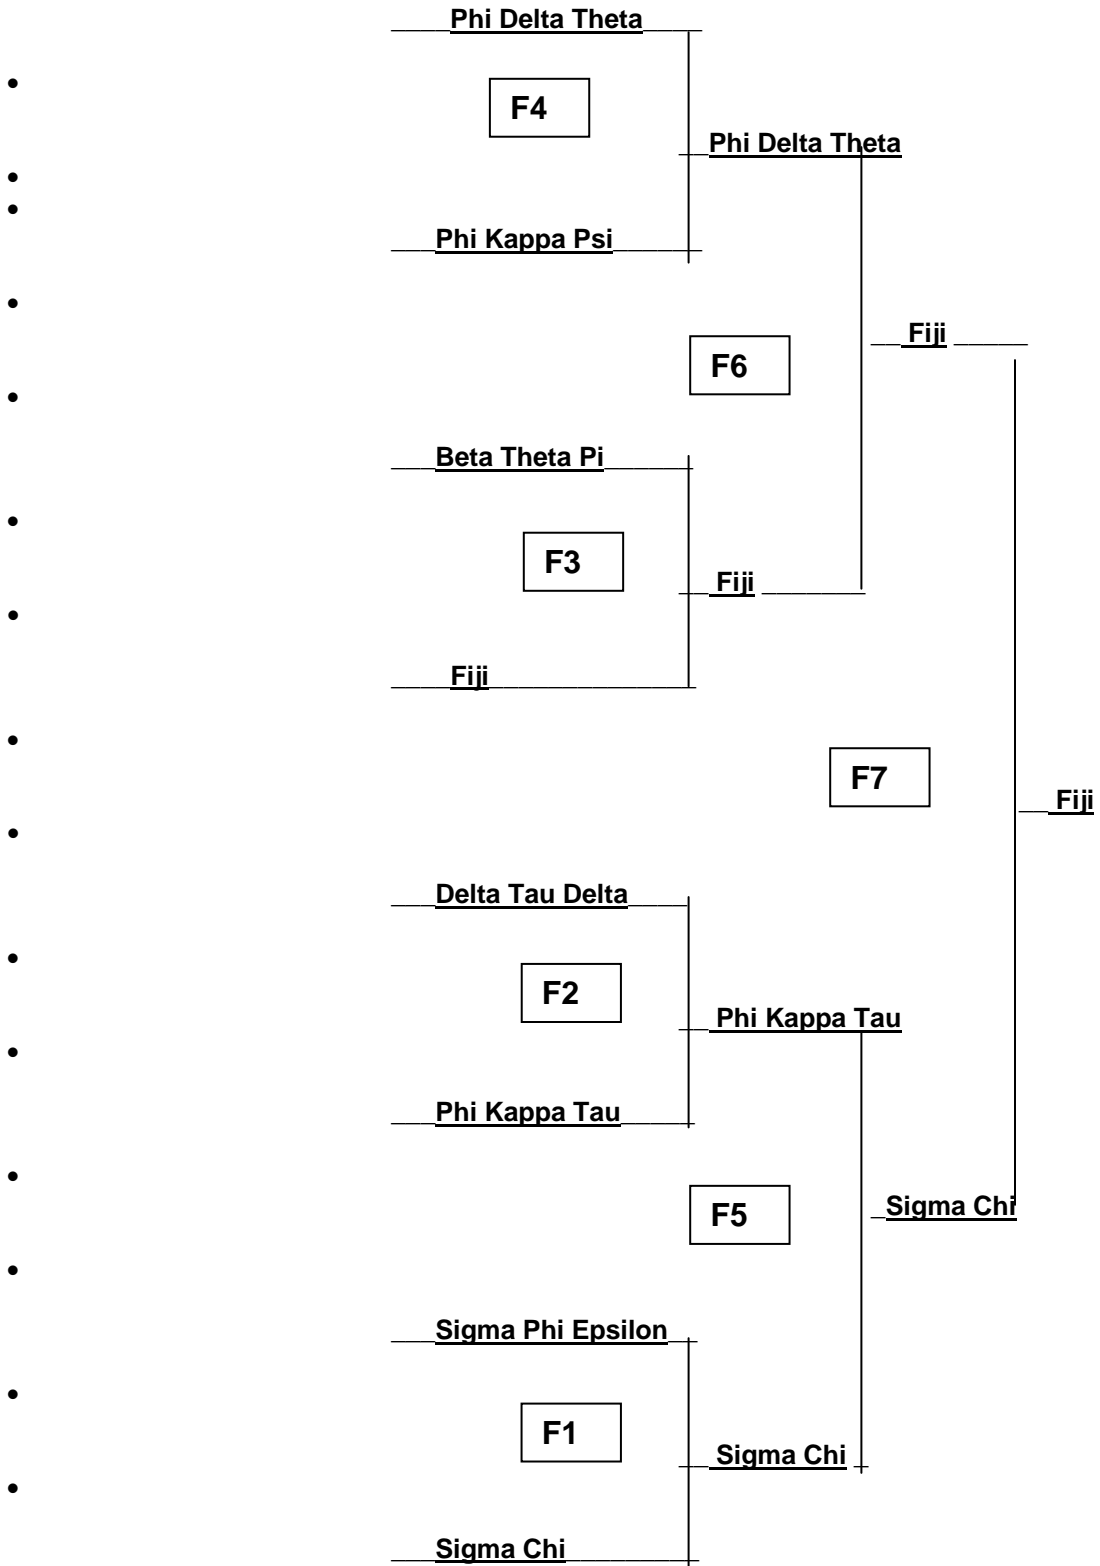 Phi Delta Theta
F4
Phi Delta Theta
Phi Kappa Psi
Fiji
F6
Beta Theta Pi
F3
Fiji
Fiji
F7
Fiji
Delta Tau Delta
F2
Phi Kappa Tau
Phi Kappa Tau
Sigma Chi
F5
Sigma Phi Epsilon
F1
Sigma Chi
Sigma Chi